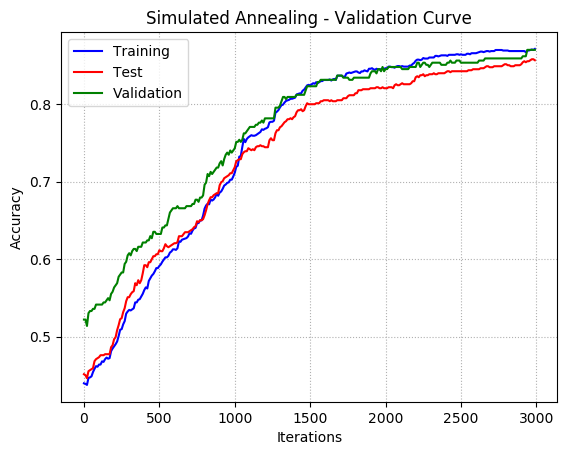 Simulated Annealing - Validation Curve
Training
Test
Validation
Accuracy
0.8
0.7
0.6
0.5
0
500
1000
1500
2000
2500
3000
Iterations